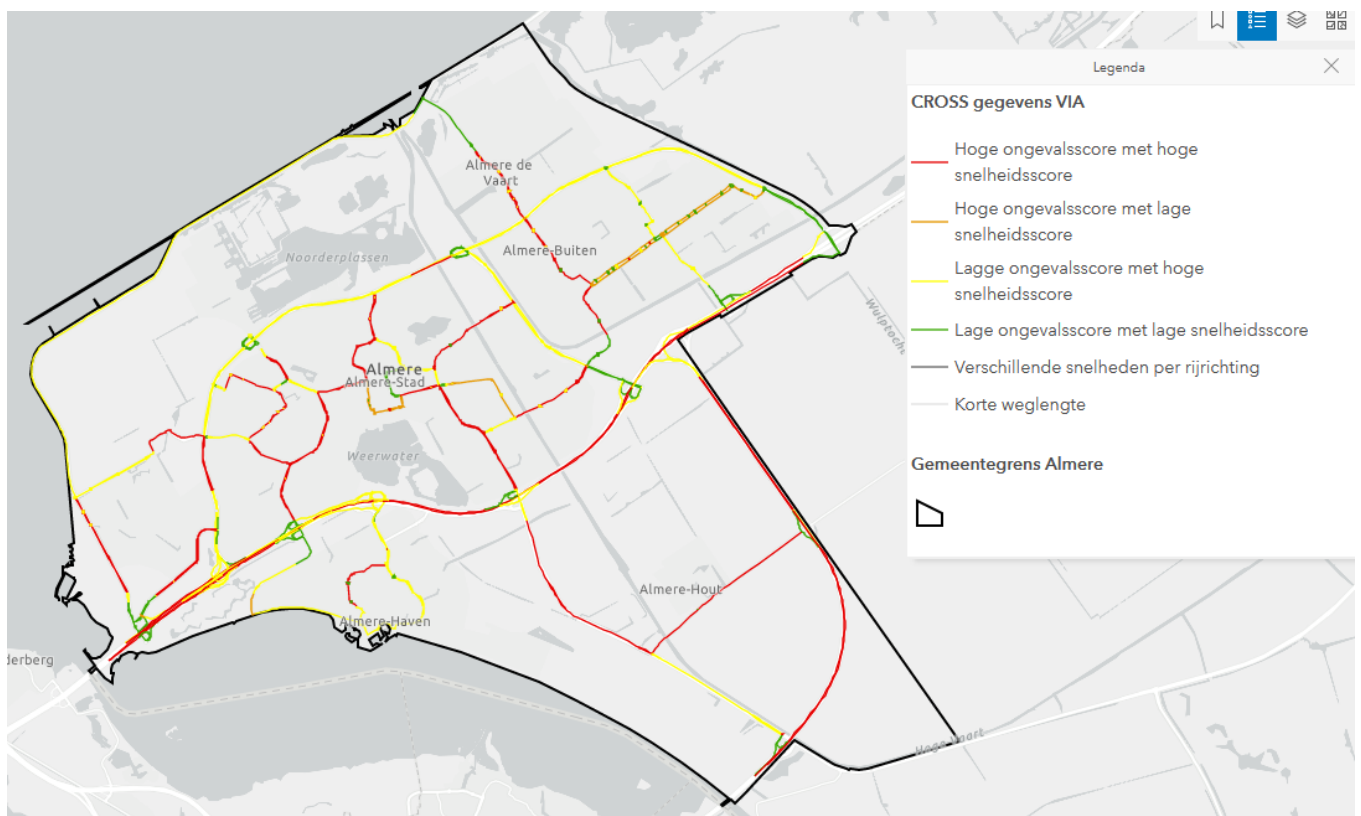 Legenda
CROSS gegevens VIA
Hoge ongevalsscore met hoge
snelheidsscore
Hoge ongevalsscore met lage
snelheidsscore
Lagge ongevalsscore met hoge
snelheidsscore
Lage ongevalsscore met lage snelheidsscore
Verschillende snelheden per rijrichting
Korte weglengte
Gemeentegrens Almere
Almere de
Vaart
Almere-Buiten
Noorderplassen
Almere
Almere-Stad
Weerwater
Almere-Hout
Almere-Haven
derberg
Hoge Vaart